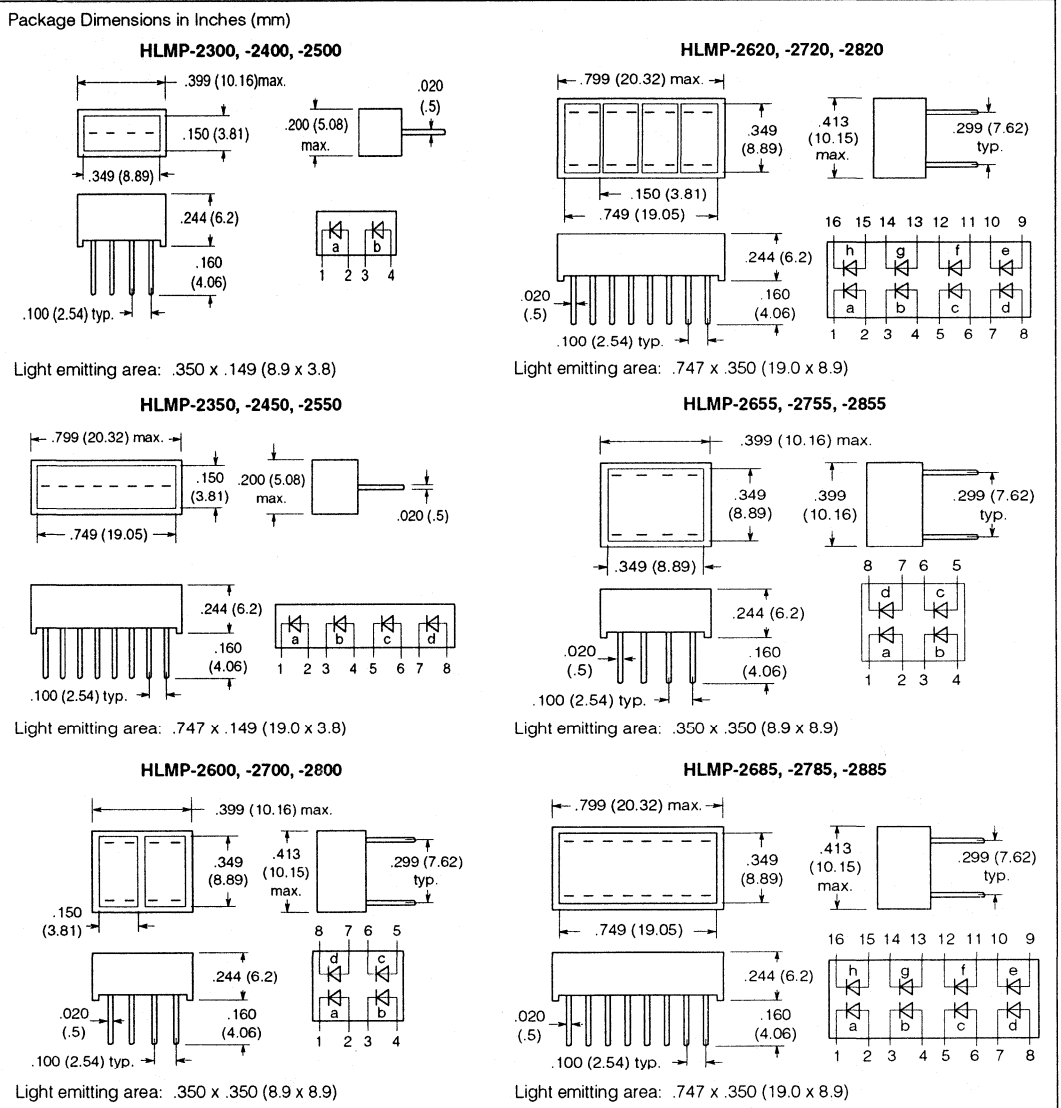 Package Dimensions in Inches (mm)
HLMP-2300, -2400, -2500
.399 (10.16)max.
.150 (3.81)
.349 (8.89)
.200 (5.08)
max.
.020
(.5)
.244 (6.2)
.160
(4.06)
.100 (2.54) typ.
a b
1 2 3 4
Light emitting area: .350 x .149 (8.9 x 3.8)
HLMP-2620, -2720, -2820
.799 (20.32) max.
.349
(8.89)
.413
(10.15)
max.
.299 (7.62)
typ.
.150 (3.81)
.749 (19.05)
.244 (6.2)
.020
(.5)
.160
(4.06)
.100 (2.54) typ.
16 15 14 13 12 11 10 9
h g f e
a b c d
1 2 3 4 5 6 7 8
Light emitting area: .747 x .350 (19.0 x 8.9)
HLMP-2350, -2450, -2550
.799 (20.32) max.
.150
(3.81)
.200 (5.08)
max.
.020 (.5)
.749 (19.05)
.244 (6.2)
.160
(4.06)
.100 (2.54) typ.
a b c d
1 2 3 4 5 6 7 8
Light emitting area: .747 x .149 (19.0 x 3.8)
HLMP-2655, -2755, -2855
.399 (10.16) max.
.349
(8.89)
.399
(10.16)
.299 (7.62)
typ.
.349 (8.89)
.244 (6.2)
.020
(.5)
.160
(4.06)
.100 (2.54) typ.
8 7 6 5
d c
a b
1 2 3 4
Light emitting area: .350 x .350 (8.9 x 8.9)
HLMP-2600, -2700, -2800
.399 (10.16) max.
.349
(8.89)
.413
(10.15)
max.
.299 (7.62)
typ.
.150
(3.81)
.244 (6.2)
.020
(.5)
.160
(4.06)
.100 (2.54) typ.
8 7 6 5
d c
a b
1 2 3 4
Light emitting area: .350 x .350 (8.9 x 8.9)
HLMP-2685, -2785, -2885
.799 (20.32) max.
.349
(8.89)
.413
(10.15)
max.
.299 (7.62)
typ.
.749 (19.05)
.244 (6.2)
.020
(.5)
.160
(4.06)
.100 (2.54) typ.
16 15 14 13 12 11 10 9
h g f e
a b c d
1 2 3 4 5 6 7 8
Light emitting area: .747 x .350 (19.0 x 8.9)